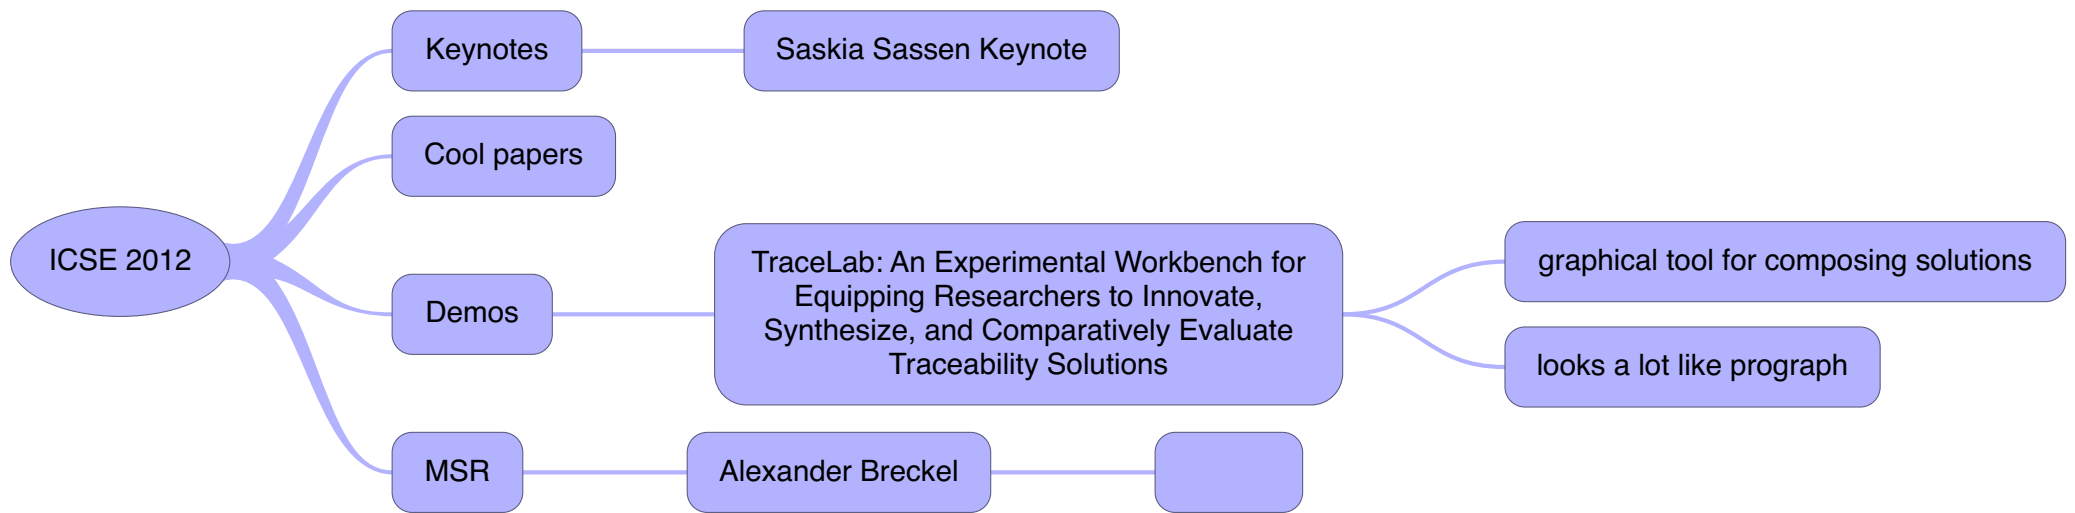 Keynotes
Saskia Sassen Keynote
Cool papers
ICSE 2012
Demos
TraceLab: An Experimental Workbench for
Equipping Researchers to Innovate,
Synthesize, and Comparatively Evaluate
Traceability Solutions
graphical tool for composing solutions
looks a lot like prograph
MSR
Alexander Breckel